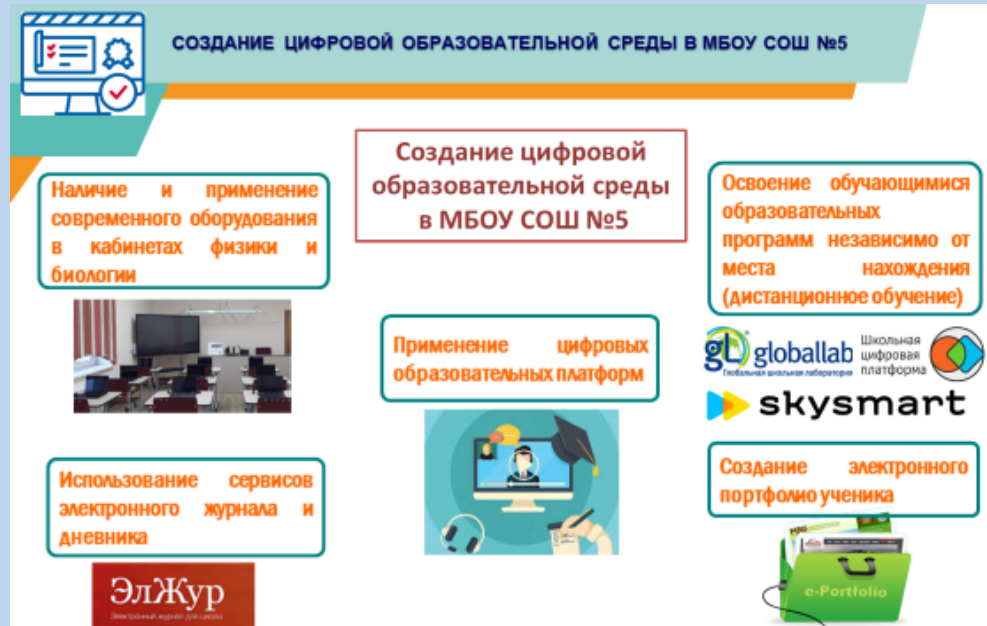 СОЗДАНИЕ ЦИФРОВОЙ ОБРАЗОВАТЕЛЬНОЙ СРЕДЫ В МБОУ СОШ №5
Создание цифровой
образовательной среды
в МБОУ СОШ №5
Наличие и применение
современного оборудования
в кабинетах физики и
биологии
Применение цифровых
образовательных платформ
Освоение обучающимися
образовательных
программ независимо от
места нахождения
(дистанционное обучение)
gl globallab
Глобальная школьная лаборатория
Школьная
цифровая
платформа
skysmart
Использование сервисов
электронного журнала и
дневника
ЭлЖур
Электронный журнал для школы
Создание электронного
портфолио ученика
e-Portfolio